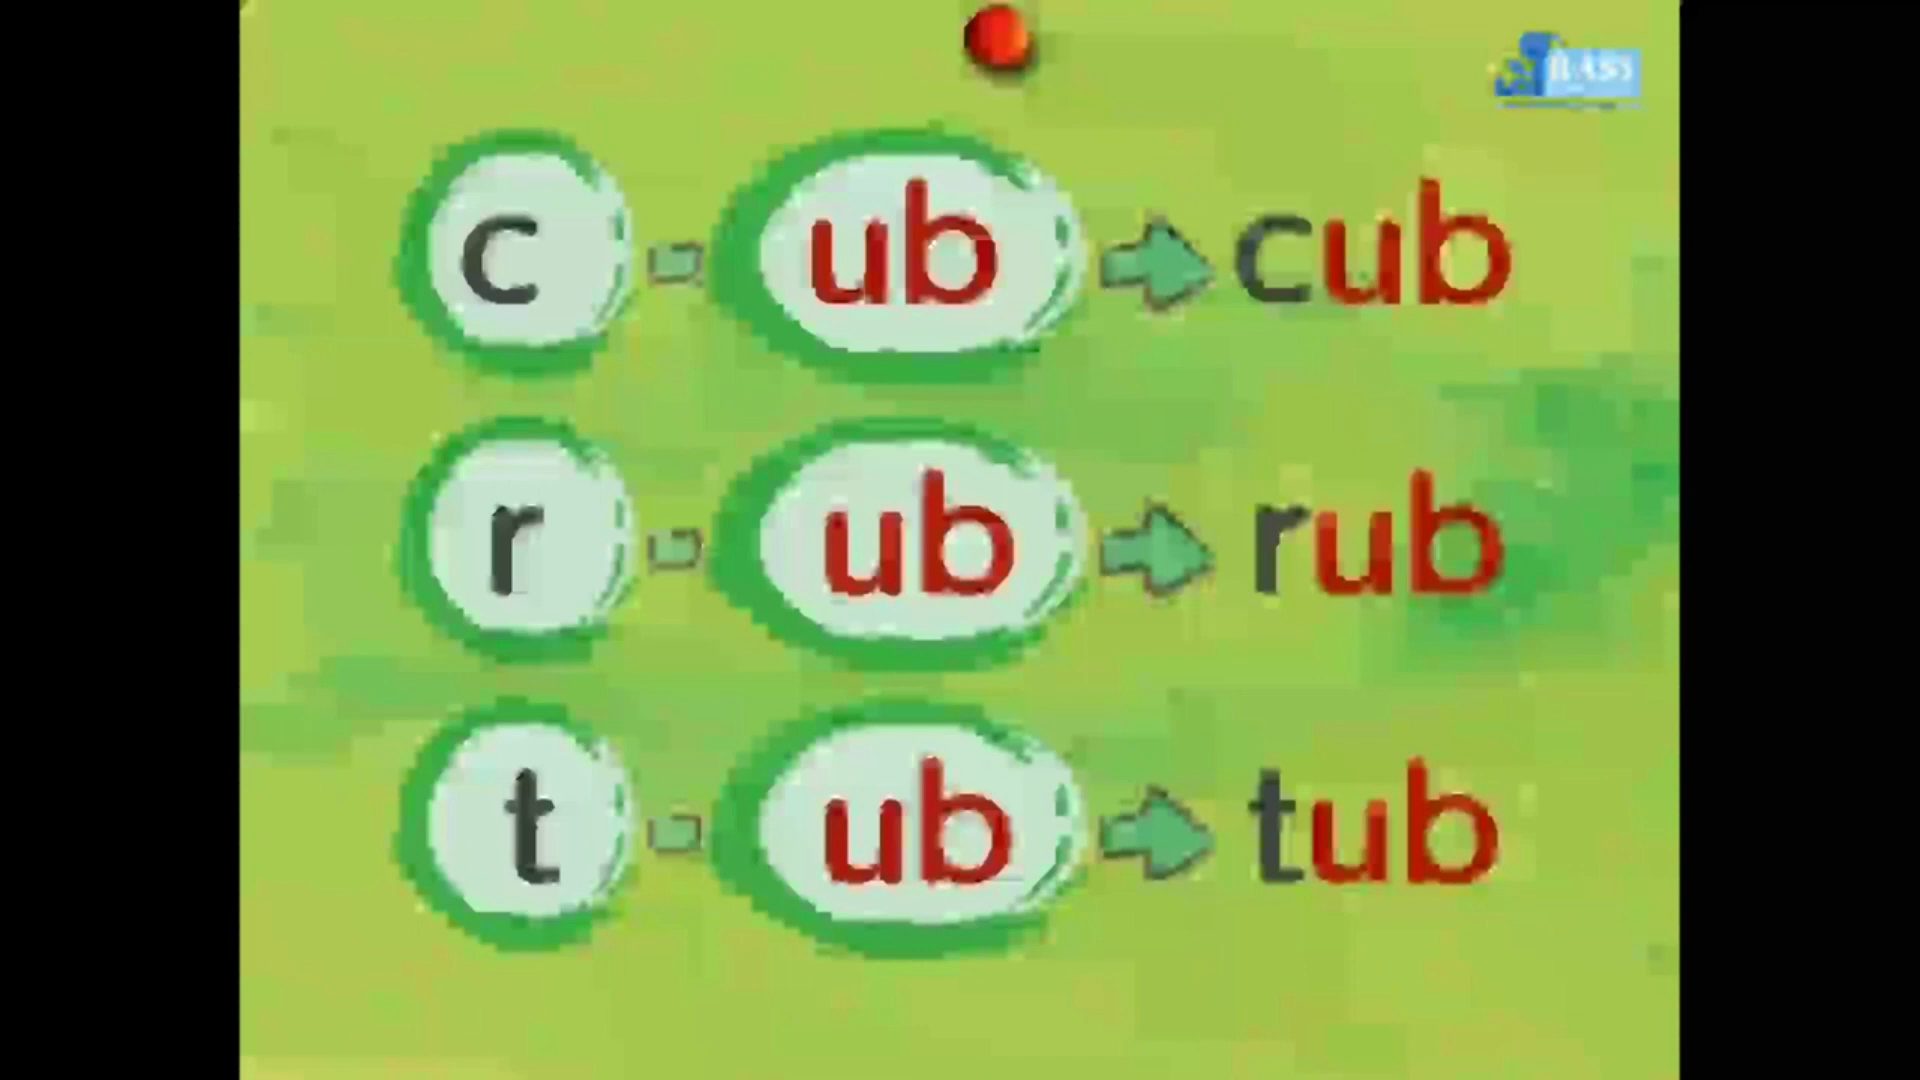 c - ub → cub
r - ub → rub
t - ub → tub